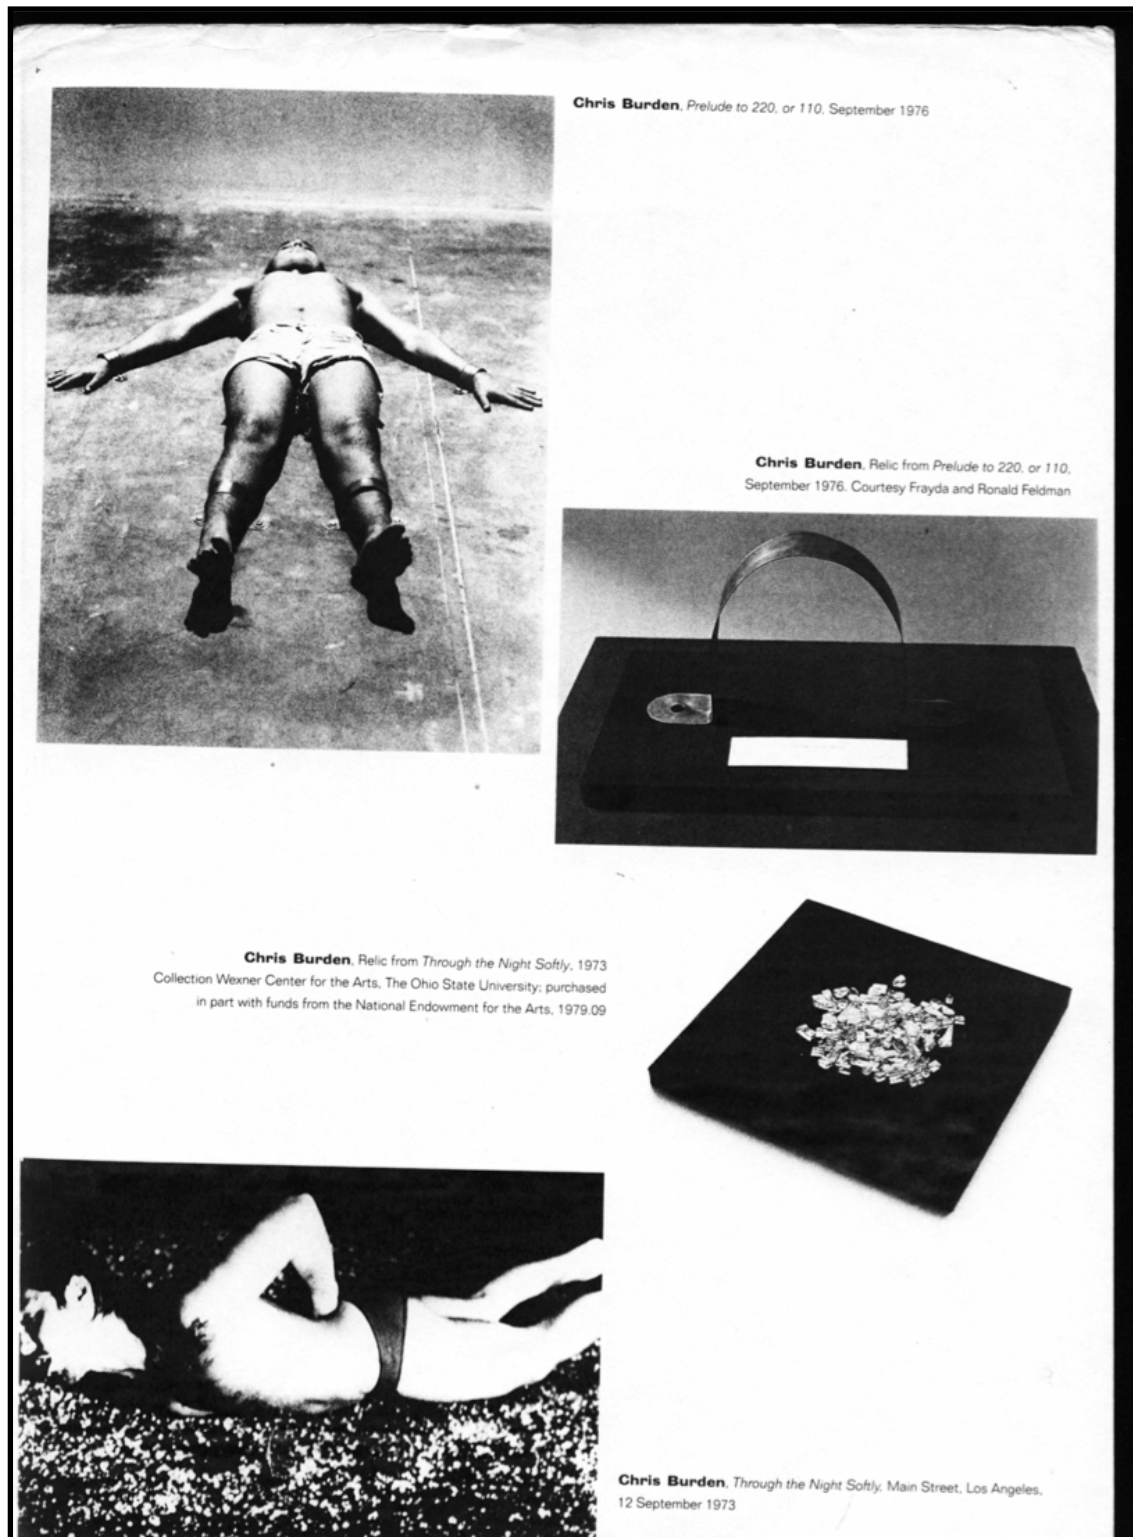 Chris Burden, Prelude to 220, or 110, September 1976
Chris Burden, Relic from Prelude to 220, or 110,
September 1976. Courtesy Frayda and Ronald Feldman
Chris Burden, Relic from Through the Night Softly, 1973
Collection Wexner Center for the Arts, The Ohio State University; purchased
in part with funds from the National Endowment for the Arts, 1979.09
Chris Burden, Through the Night Softly, Main Street, Los Angeles,
12 September 1973